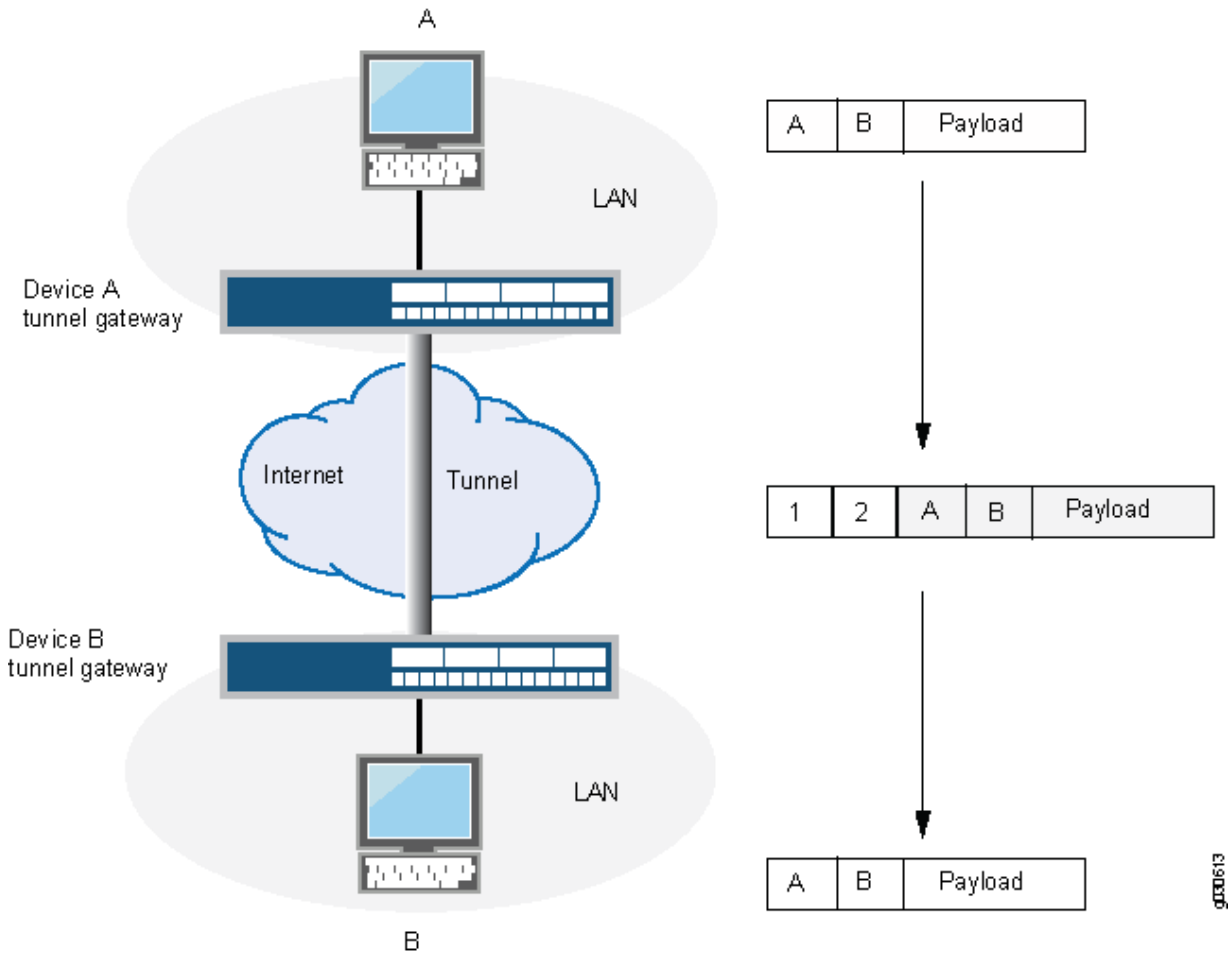 A
A B Payload
LAN
Device A
tunnel gateway
Internet Tunnel
1 2 A B Payload
Device B
tunnel gateway
LAN
A B Payload
B
g030613